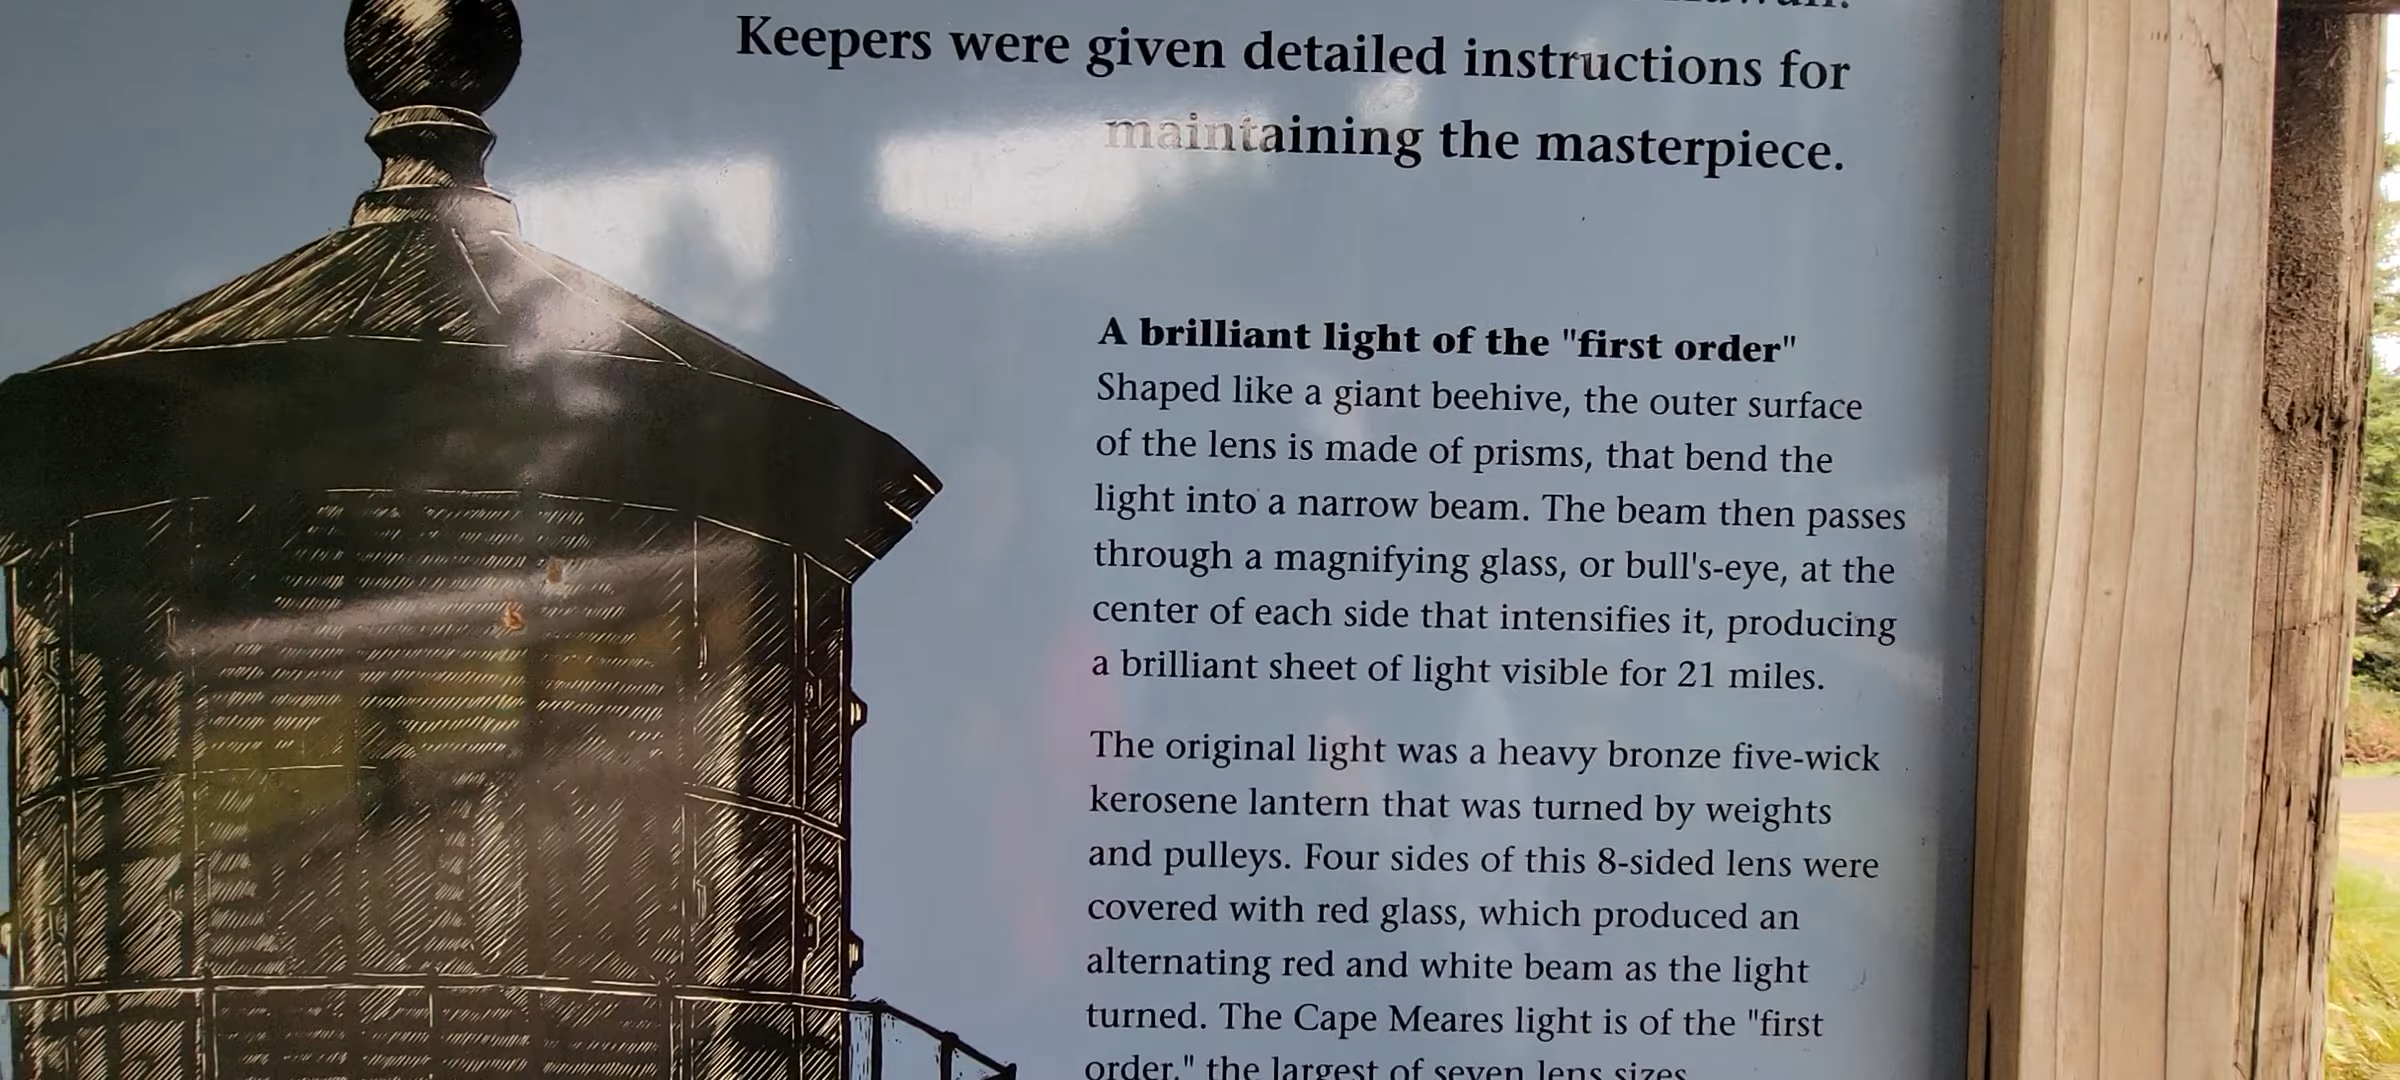 Keepers were given detailed instructions for
maintaining the masterpiece.
A brilliant light of the "first order"
Shaped like a giant beehive, the outer surface
of the lens is made of prisms, that bend the
light into a narrow beam. The beam then passes
through a magnifying glass, or bull's-eye, at the
center of each side that intensifies it, producing
a brilliant sheet of light visible for 21 miles.
The original light was a heavy bronze five-wick
kerosene lantern that was turned by weights
and pulleys. Four sides of this 8-sided lens were
covered with red glass, which produced an
alternating red and white beam as the light
turned. The Cape Meares light is of the "first
order," the largest of seven lens sizes